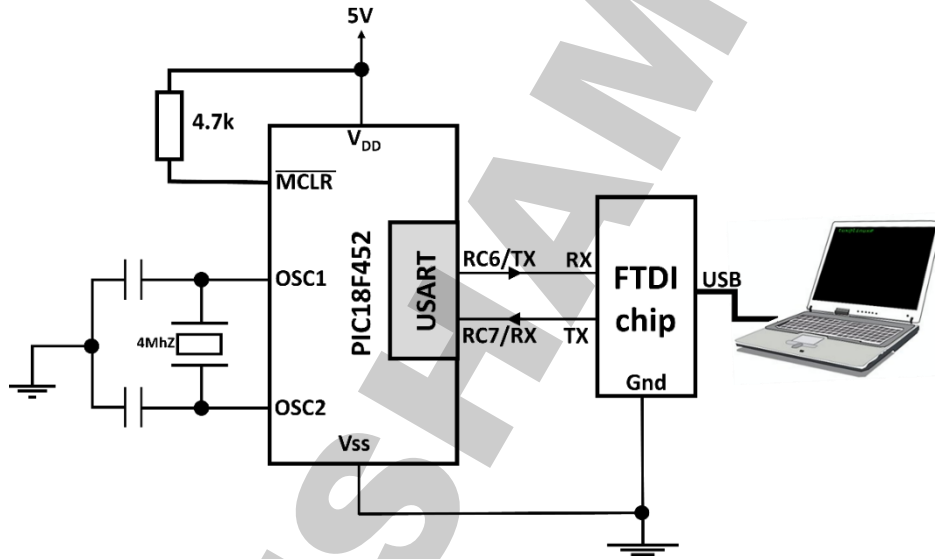 5V
4.7k
VDD
MCLR
PIC18F452
USART
RC6/TX
RX
FTDI
chip
USB
OSC1
RC7/RX
TX
4MhZ
Gnd
OSC2
Vss
SHAM